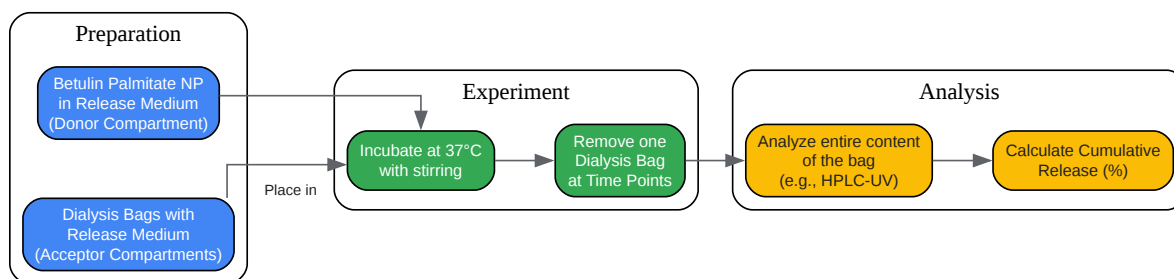 Preparation
Betulin Palmitate NP
in Release Medium
(Donor Compartment)
Dialysis Bags with
Release Medium
(Acceptor Compartments)
Place in
Experiment
Incubate at 37°C
with stirring
Remove one
Dialysis Bag
at Time Points
Analysis
Analyze entire content
of the bag
(e.g., HPLC-UV)
Calculate Cumulative
Release (%)